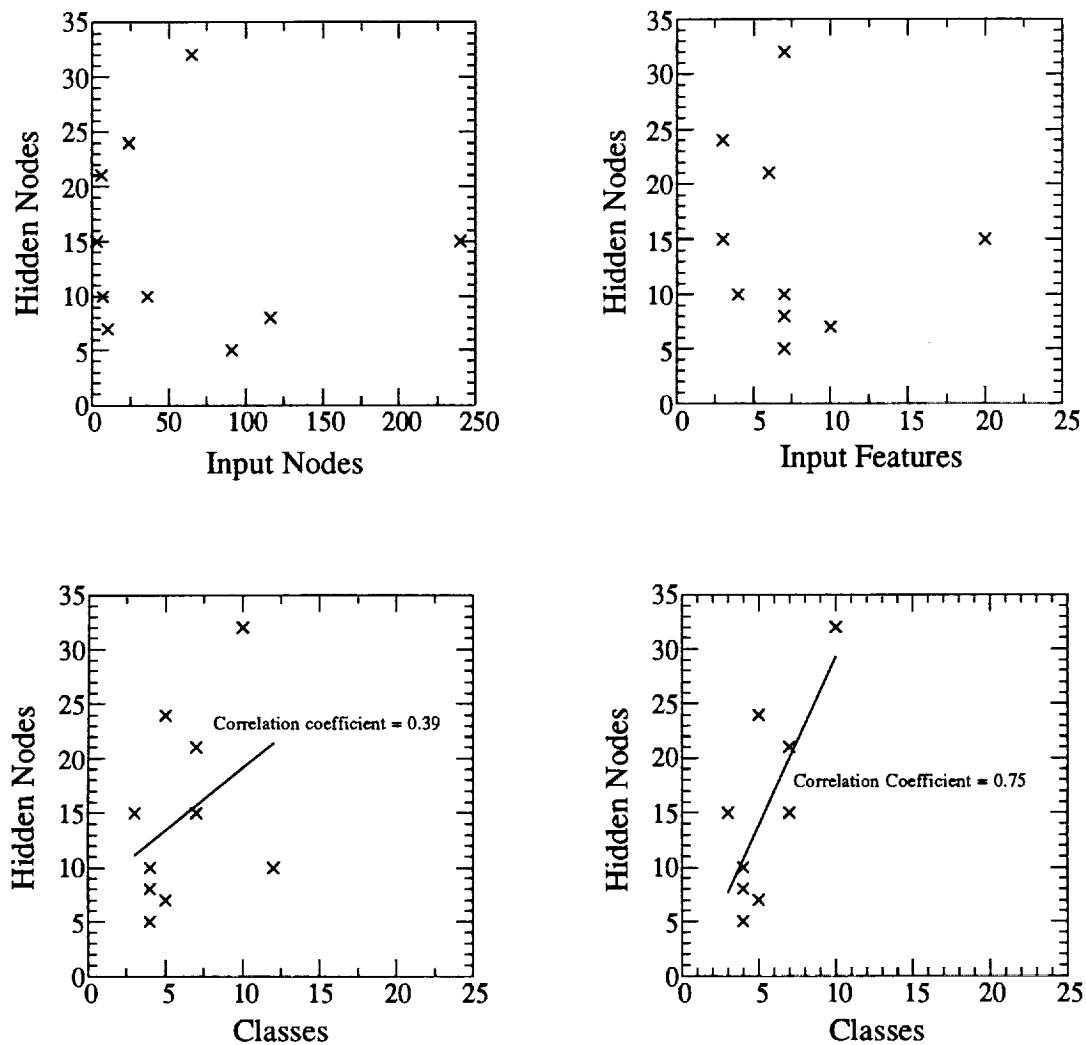 35
30
25
20
15
10
5
0
Hidden Nodes
0 50 100 150 200 250
Input Nodes
35
30
25
20
15
10
5
0
Hidden Nodes
0 5 10 15 20 25
Input Features
35
30
25
20
15
10
5
0
Hidden Nodes
Correlation coefficient = 0.39
0 5 10 15 20 25
Classes
35
30
25
20
15
10
5
0
Hidden Nodes
Correlation Coefficient = 0.75
0 5 10 15 20 25
Classes